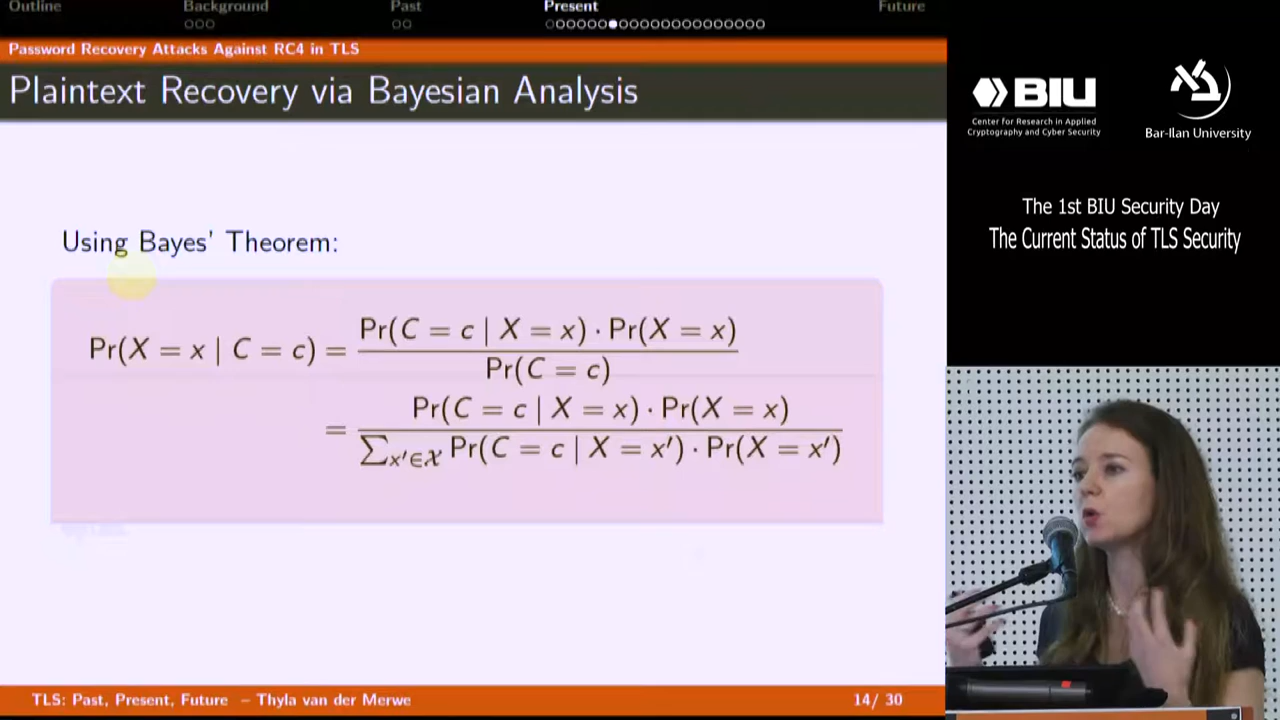 Outline Background Past Present Future
Password Recovery Attacks Against RC4 in TLS
Plaintext Recovery via Bayesian Analysis
Using Bayes' Theorem:
Pr(X = x | C = c) = Pr(C = c | X = x) · Pr(X = x) / Pr(C = c)
= Pr(C = c | X = x) · Pr(X = x) / ∑x′∈𝒳 Pr(C = c | X = x′) · Pr(X = x′)
TLS: Past, Present, Future – Thyla van der Merwe 14/ 30
BIU
Center for Research in Applied
Cryptography and Cyber Security
Bar-Ilan University
The 1st BIU Security Day
The Current Status of TLS Security